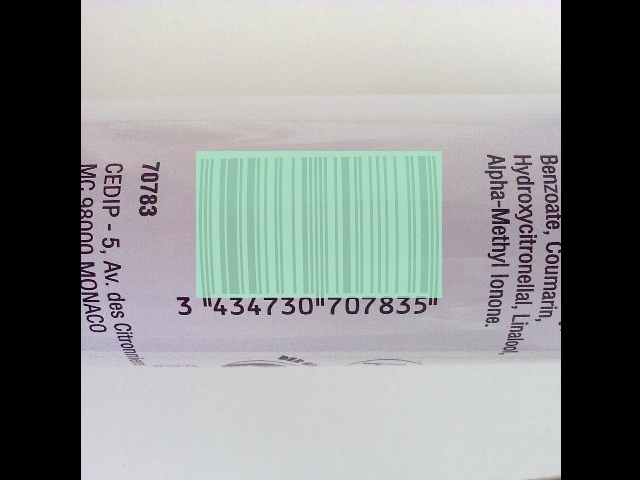 70783
CEDIP - 5, Av. des Citronniers
MC 98000 MONACO
3 "434730"707835"
Benzoate, Coumarin,
Hydroxycitronellal, Linalool,
Alpha-Methyl Ionone.